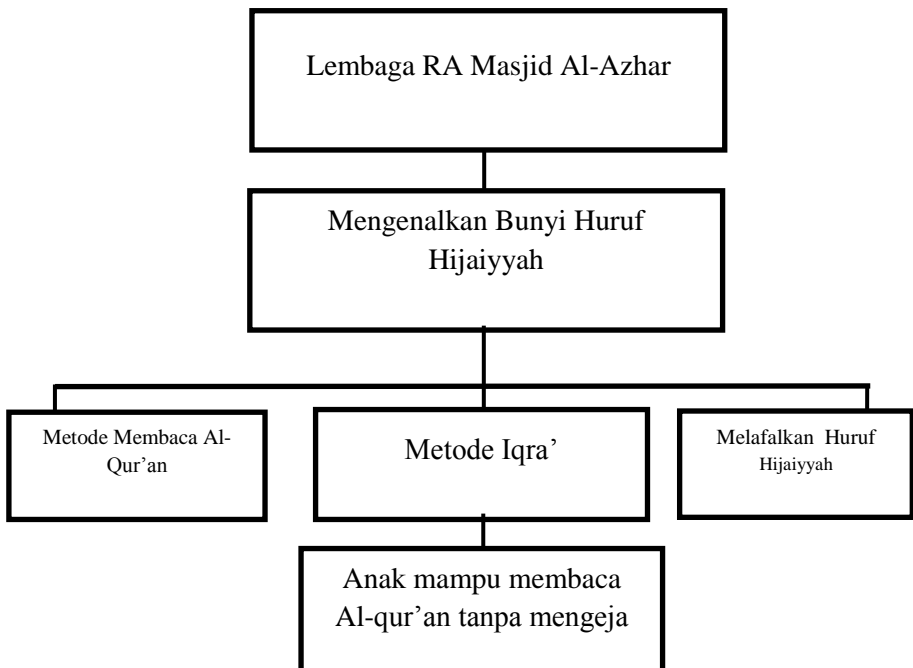 Lembaga RA Masjid Al-Azhar
Mengenalkan Bunyi Huruf
Hijaiyyah
Metode Membaca Al-
Qur’an
Metode Iqra’
Melafalkan Huruf
Hijaiyyah
Anak mampu membaca
Al-qur’an tanpa mengeja